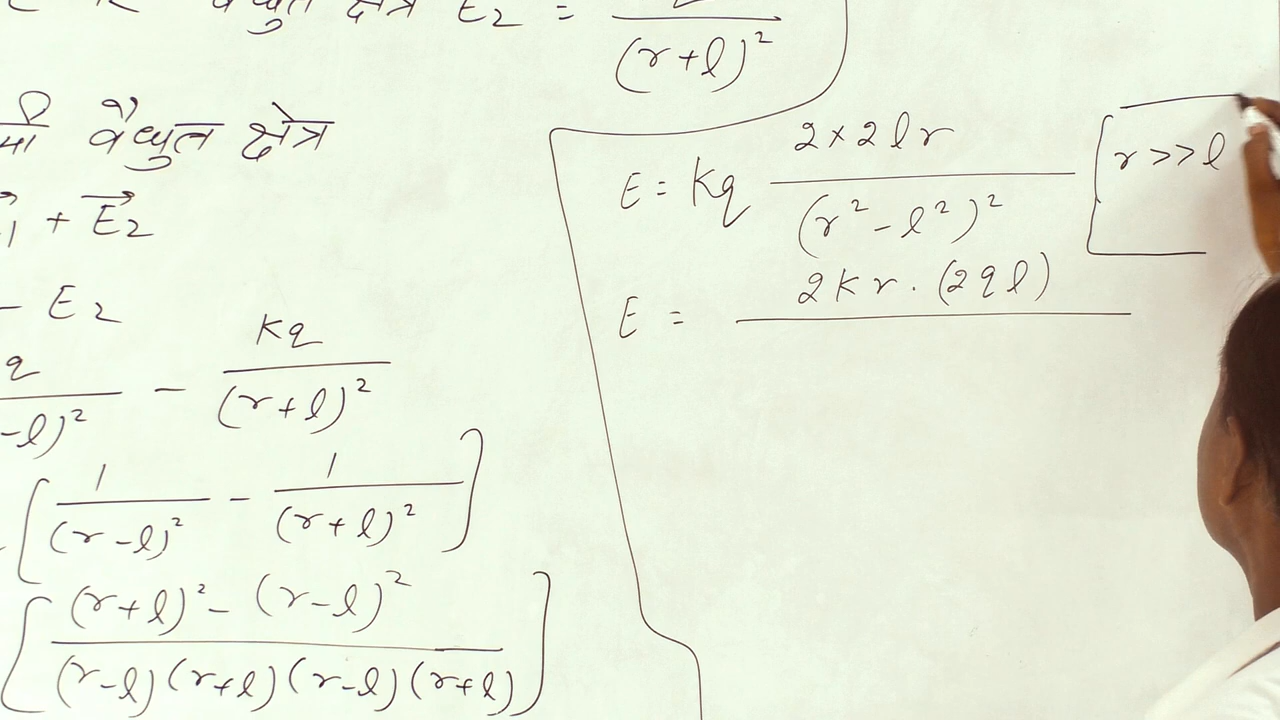 वैद्युत क्षेत्र E₂ = ――― / (r+l)²
वैद्युत क्षेत्र
+ E₂⃗
- E₂
q / -l)² - Kq / (r+l)²
[ 1 / (r-l)² - 1 / (r+l)² ]
[ (r+l)² - (r-l)² / (r-l)(r+l)(r-l)(r+l) ]
E = Kq 2×2lr / (r²-l²)² [r>>l
E = 2Kr.(2ql) /